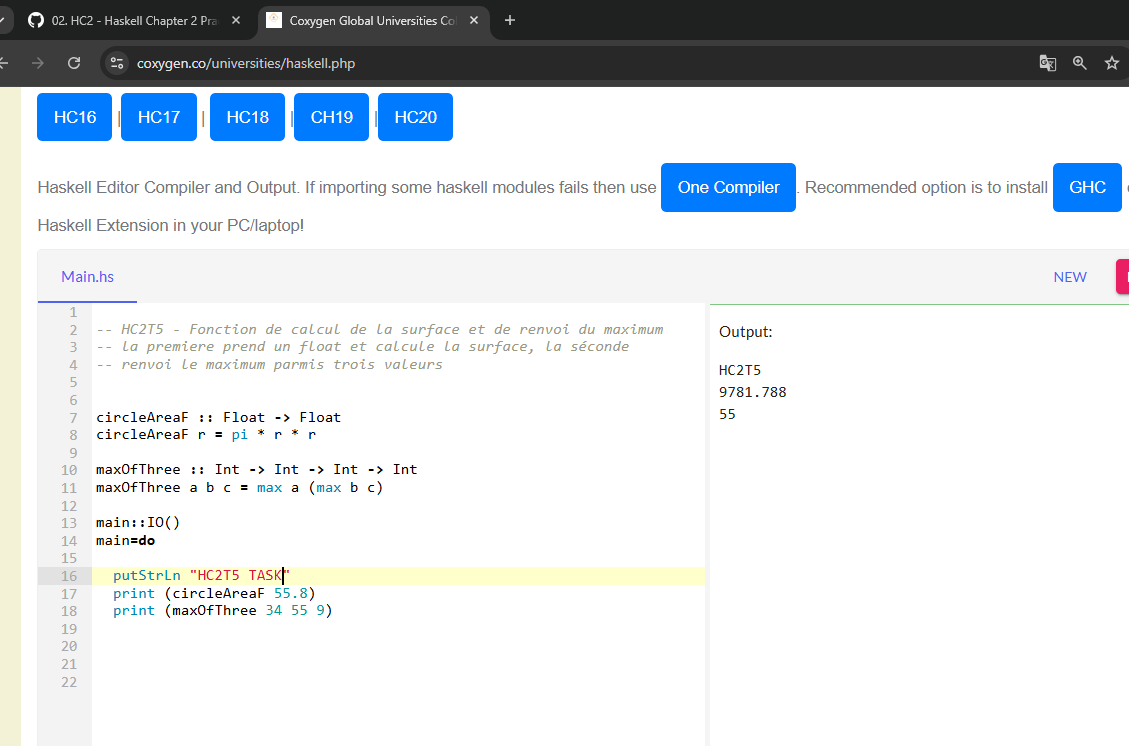 02. HC2 - Haskell Chapter 2 Pra
Coxygen Global Universities Co
coxygen.co/universities/haskell.php
HC16 | HC17 | HC18 | CH19 | HC20
Haskell Editor Compiler and Output. If importing some haskell modules fails then use One Compiler . Recommended option is to install GHC
Haskell Extension in your PC/laptop!
Main.hs
NEW
1
2 -- HC2T5 - Fonction de calcul de la surface et de renvoi du maximum
3 -- la premiere prend un float et calcule la surface, la séconde
4 -- renvoi le maximum parmis trois valeurs
5
6
7 circleAreaF :: Float -> Float
8 circleAreaF r = pi * r * r
9
10 maxOfThree :: Int -> Int -> Int -> Int
11 maxOfThree a b c = max a (max b c)
12
13 main::IO()
14 main=do
15
16 putStrLn "HC2T5 TASK"
17 print (circleAreaF 55.8)
18 print (maxOfThree 34 55 9)
19
20
21
22
Output:
HC2T5
9781.788
55